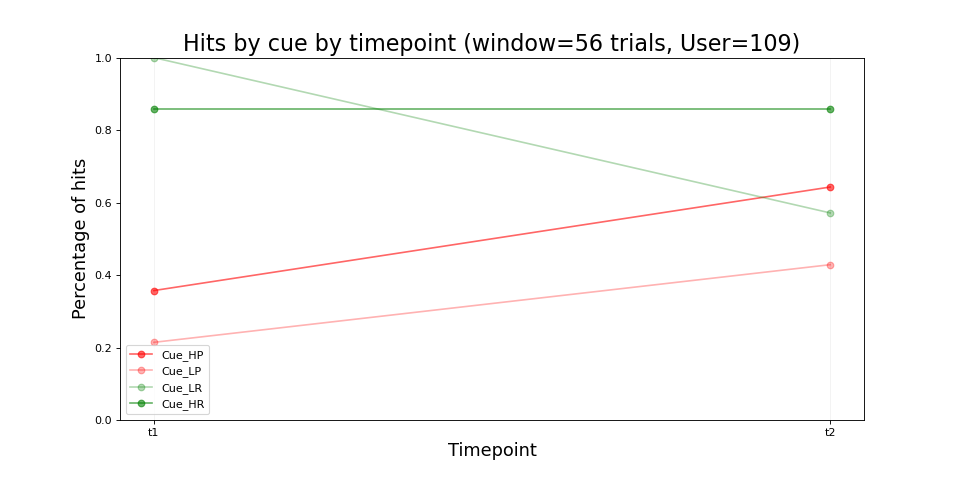 Hits by cue by timepoint (window=56 trials, User=109)
Percentage of hits
1.0
0.8
0.6
0.4
0.2
0.0
Cue_HP
Cue_LP
Cue_LR
Cue_HR
t1
t2
Timepoint